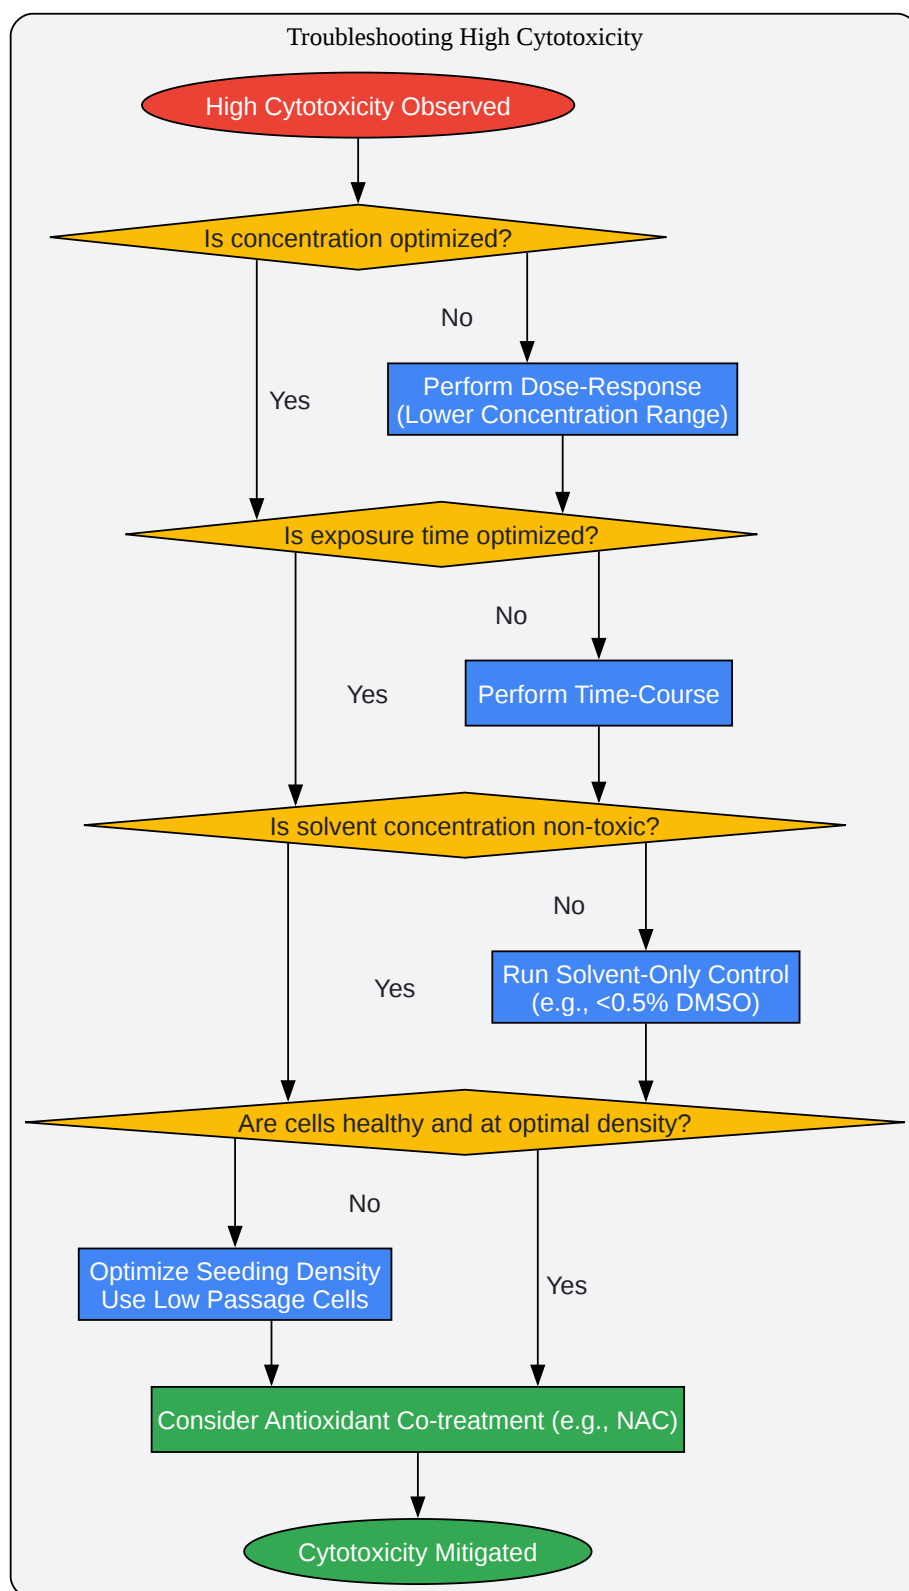 Troubleshooting High Cytotoxicity
High Cytotoxicity Observed
Is concentration optimized?
No
Perform Dose-Response
(Lower Concentration Range)
Yes
Is exposure time optimized?
No
Perform Time-Course
Yes
Is solvent concentration non-toxic?
No
Run Solvent-Only Control
(e.g., <0.5% DMSO)
Yes
Are cells healthy and at optimal density?
No
Optimize Seeding Density
Use Low Passage Cells
Yes
Consider Antioxidant Co-treatment (e.g., NAC)
Cytotoxicity Mitigated